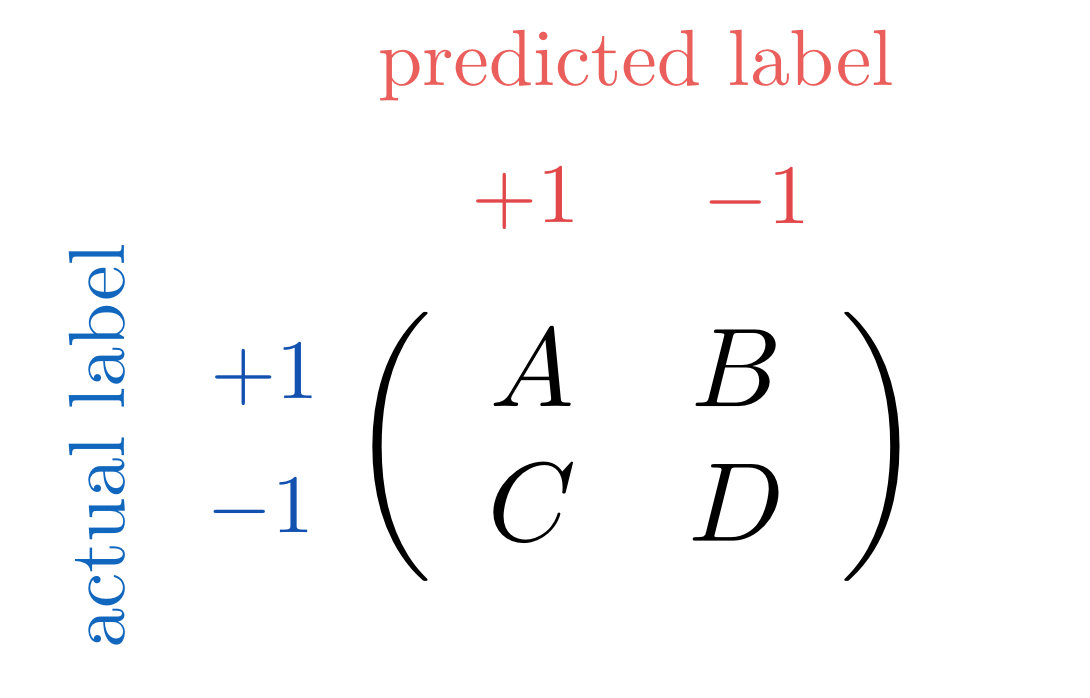 predicted label
+1 −1
actual label
+1 A B
−1 C D